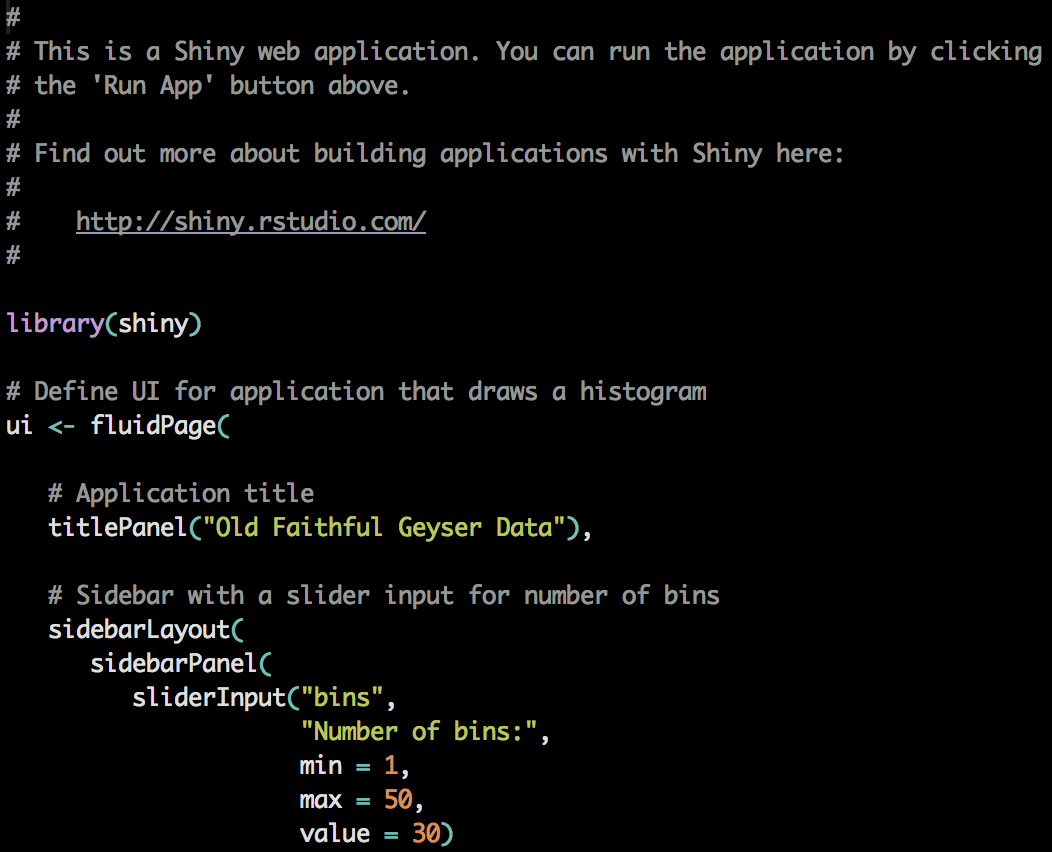 #
# This is a Shiny web application. You can run the application by clicking
# the 'Run App' button above.
#
# Find out more about building applications with Shiny here:
#
#    http://shiny.rstudio.com/
#

library(shiny)

# Define UI for application that draws a histogram
ui <- fluidPage(

   # Application title
   titlePanel("Old Faithful Geyser Data"),

   # Sidebar with a slider input for number of bins
   sidebarLayout(
      sidebarPanel(
         sliderInput("bins",
                     "Number of bins:",
                     min = 1,
                     max = 50,
                     value = 30)